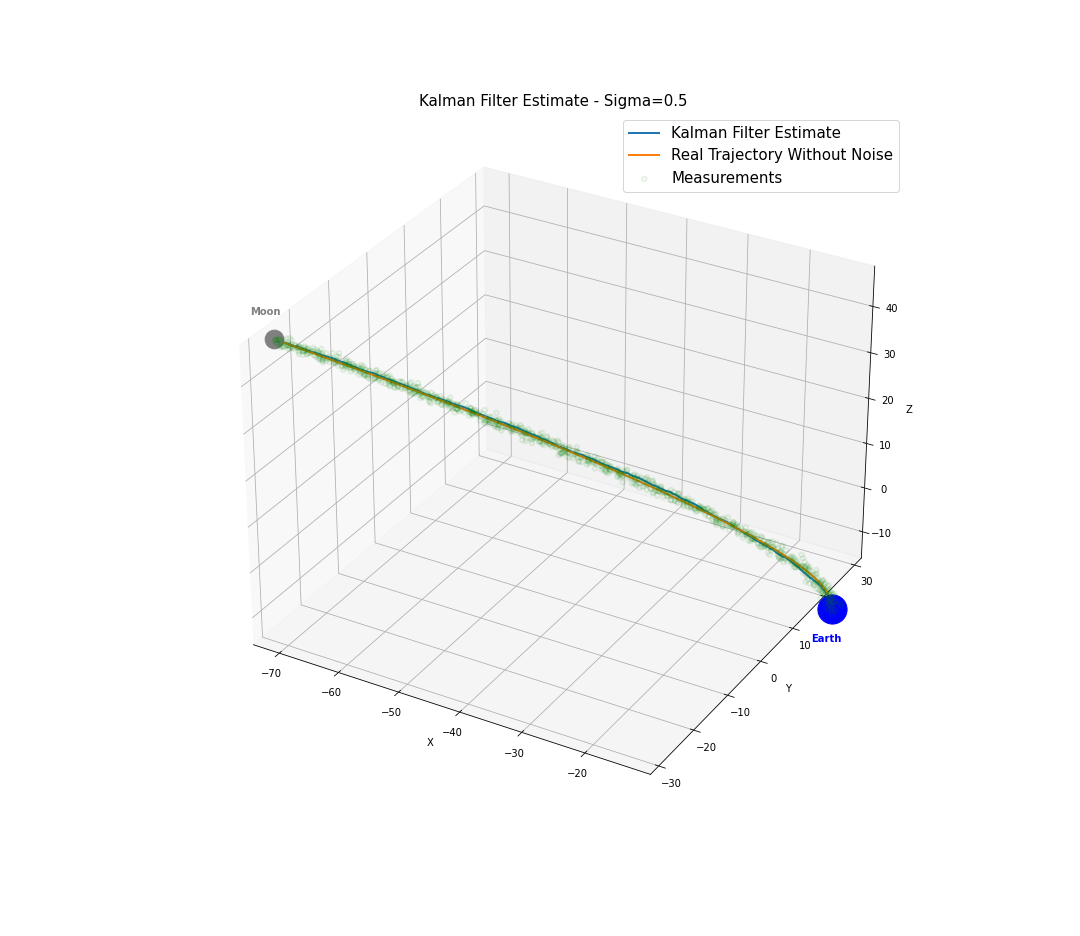 Kalman Filter Estimate - Sigma=0.5
Kalman Filter Estimate
Real Trajectory Without Noise
Measurements
Moon
40
30
20
Z
10
0
−10
30
10
Earth
0
Y
−10
−20
−30
−70
−60
−50
−40
X
−30
−20